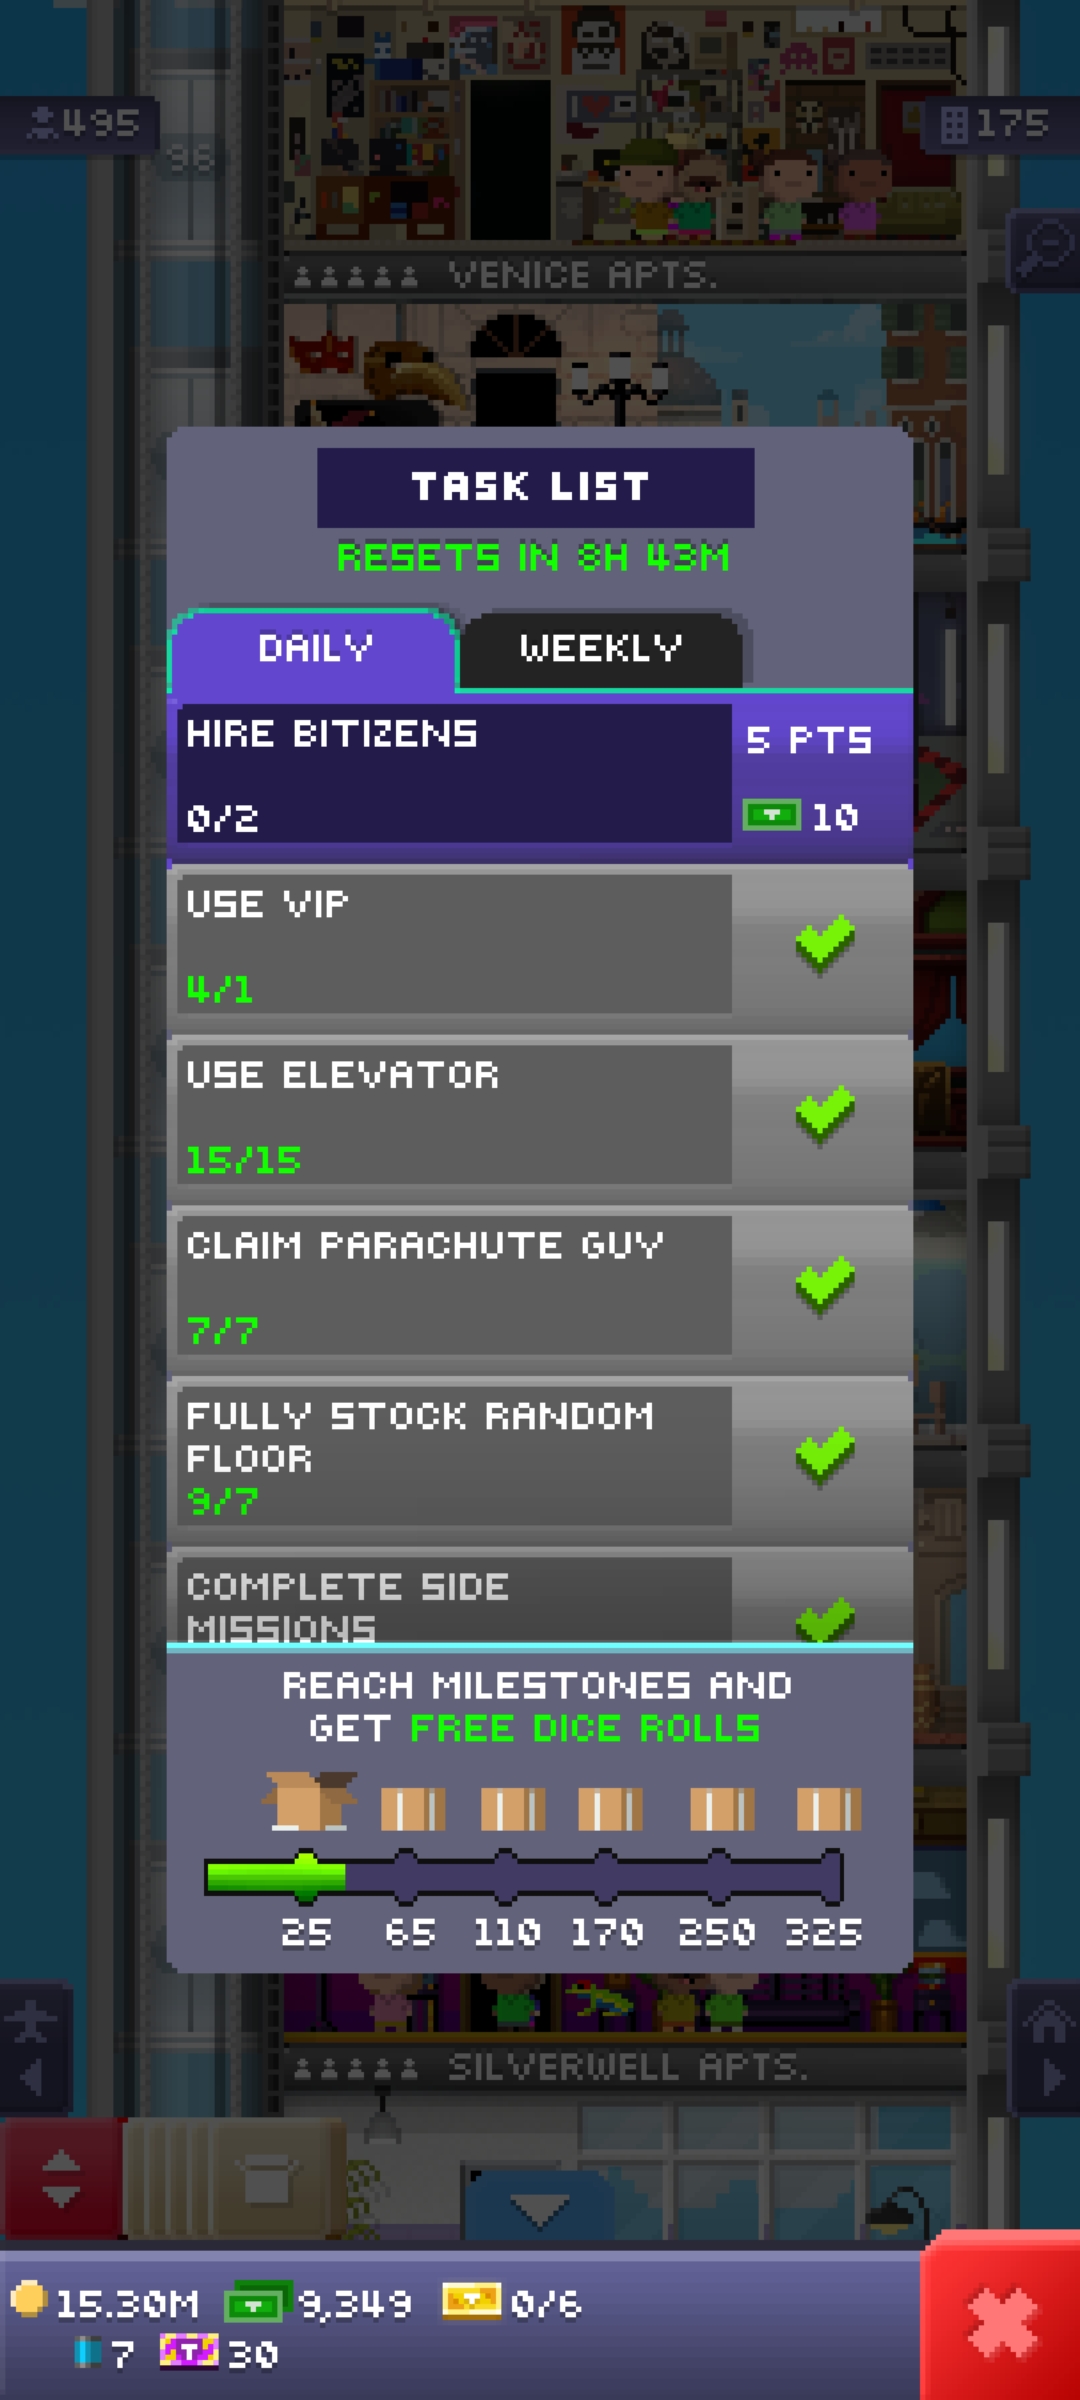 495
98
175
VENICE APTS.
TASK LIST
RESETS IN 8H 43M
DAILY
WEEKLY
HIRE BITIZENS
5 PTS
0/2
10
USE VIP
4/1
USE ELEVATOR
15/15
CLAIM PARACHUTE GUY
7/7
FULLY STOCK RANDOM
FLOOR
9/7
COMPLETE SIDE
MISSIONS
REACH MILESTONES AND
GET FREE DICE ROLLS
25 65 110 170 250 325
SILVERWELL APTS.
15.30M 9,349 0/6
7 30